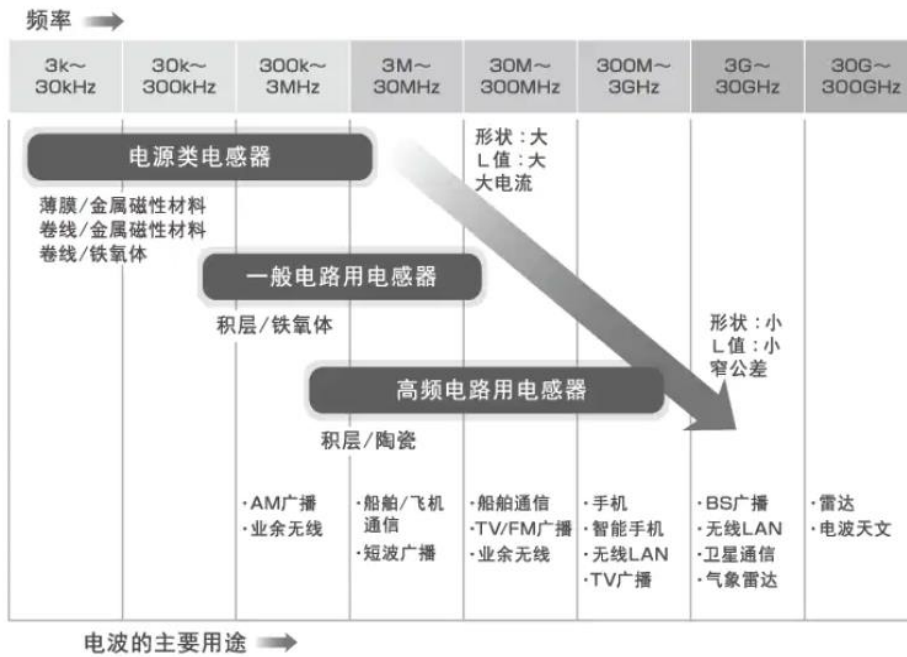 频率
3k～
30kHz
30k～
300kHz
300k～
3MHz
3M～
30MHz
30M～
300MHz
300M～
3GHz
3G～
30GHz
30G～
300GHz
电源类电感器
形状：大
L值：大
大电流
薄膜/金属磁性材料
卷线/金属磁性材料
卷线/铁氧体
一般电路用电感器
积层/铁氧体
形状：小
L值：小
窄公差
高频电路用电感器
积层/陶瓷
·AM广播
·业余无线
·船舶/飞机
通信
·短波广播
·船舶通信
·TV/FM广播
·业余无线
·手机
·智能手机
·无线LAN
·TV广播
·BS广播
·无线LAN
·卫星通信
·气象雷达
·雷达
·电波天文
电波的主要用途